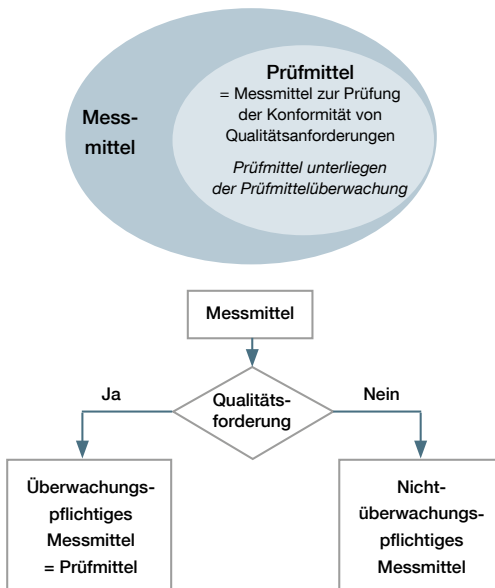 Prüfmittel
= Messmittel zur Prüfung
der Konformität von
Qualitätsanforderungen
Mess-
mittel
Prüfmittel unterliegen
der Prüfmittelüberwachung
Messmittel
Ja
Qualitäts-
forderung
Nein
Überwachungs-
pflichtiges
Messmittel
= Prüfmittel
Nicht-
überwachungs-
pflichtiges
Messmittel